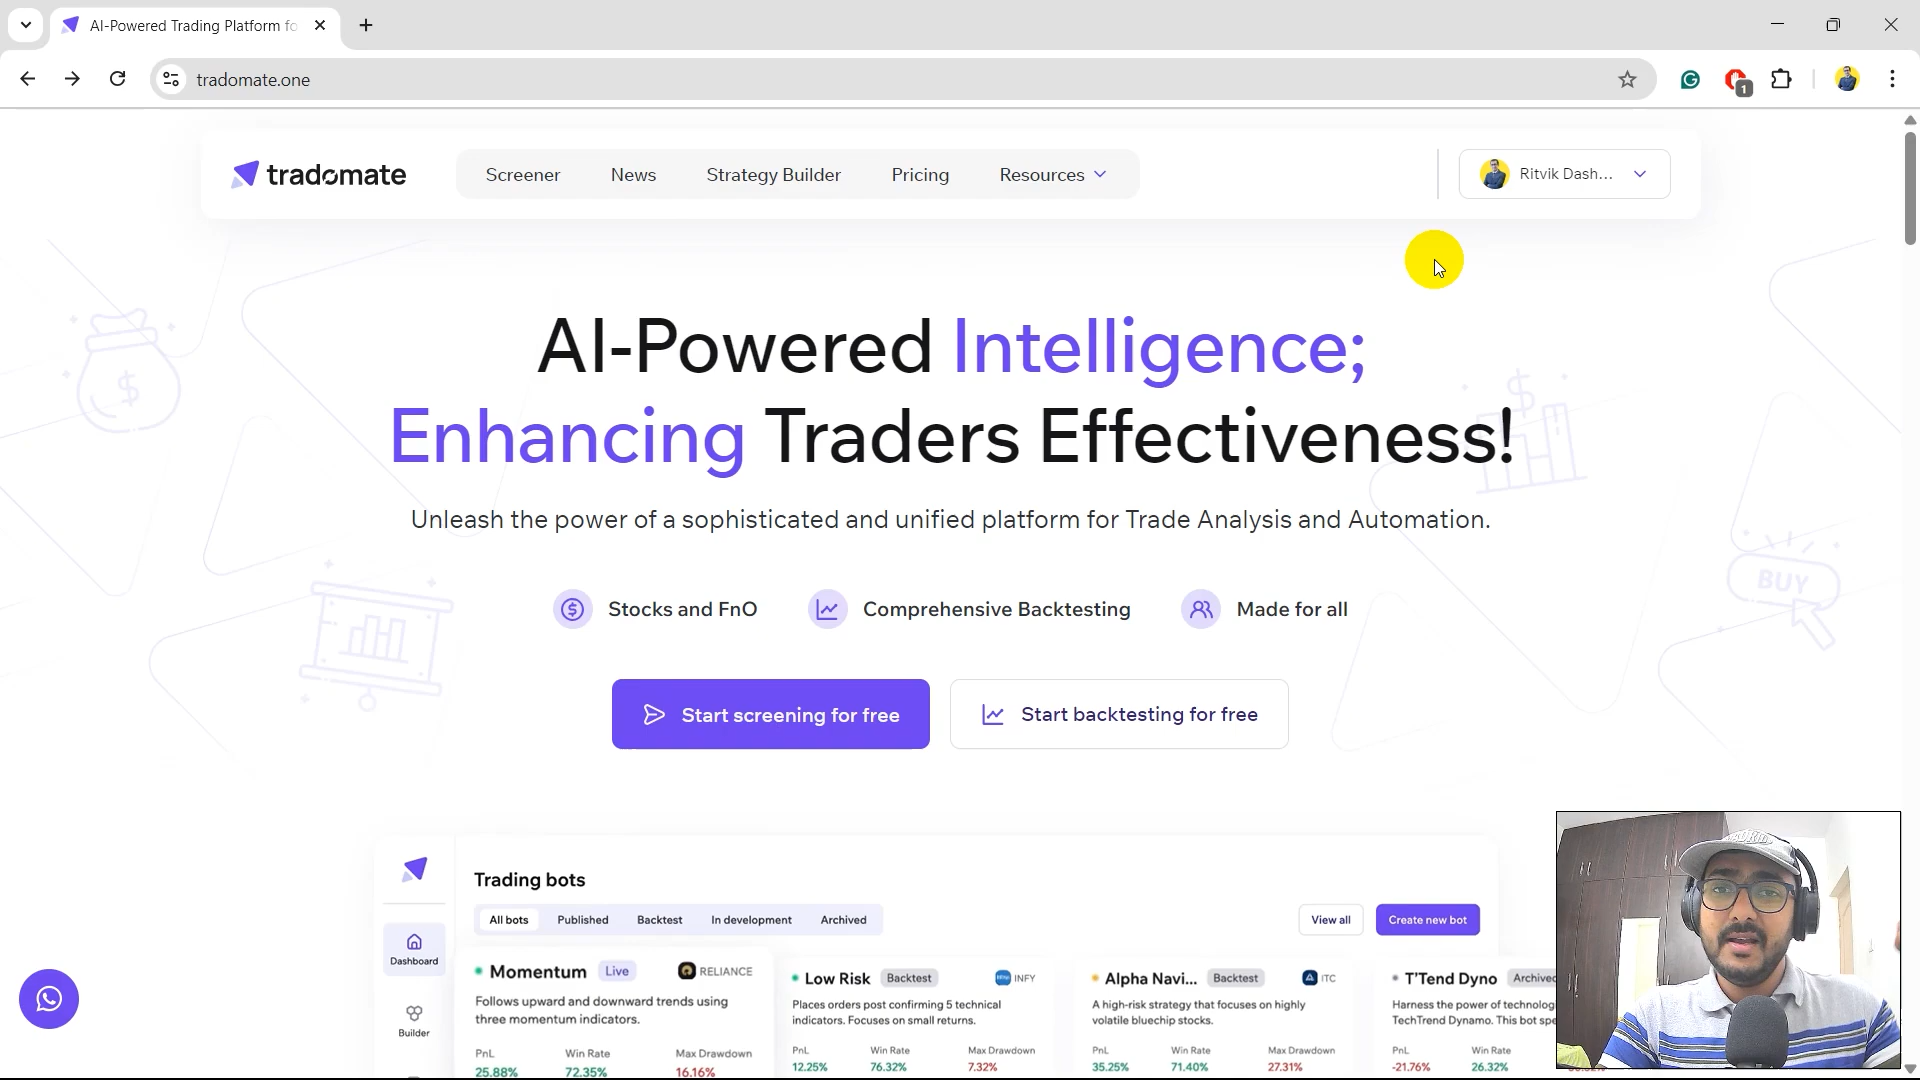 AI-Powered Trading Platform fo
tradomate.one
1
tradomate
Screener
News
Strategy Builder
Pricing
Resources
Ritvik Dash...
AI-Powered Intelligence;
Enhancing Traders Effectiveness!
Unleash the power of a sophisticated and unified platform for Trade Analysis and Automation.
Stocks and FnO
Comprehensive Backtesting
Made for all
BUY
Start screening for free
Start backtesting for free
Trading bots
All bots
Published
Backtest
In development
Archived
View all
Create new bot
Dashboard
Builder
Momentum Live RELIANCE
Follows upward and downward trends using
three momentum indicators.
PnL Win Rate Max Drawdown
25.88% 72.35% 16.16%
Low Risk Backtest INFY
Places orders post confirming 5 technical
indicators. Focuses on small returns.
PnL Win Rate Max Drawdown
12.25% 76.32% 7.32%
Alpha Navi... Backtest ITC
A high-risk strategy that focuses on highly
volatile bluechip stocks.
PnL Win Rate Max Drawdown
35.25% 71.40% 27.31%
T'Tend Dyno Archive
Harness the power of technolog
TechTrend Dynamo. This bot spe
PnL Win Rate
-21.76% 26.32%